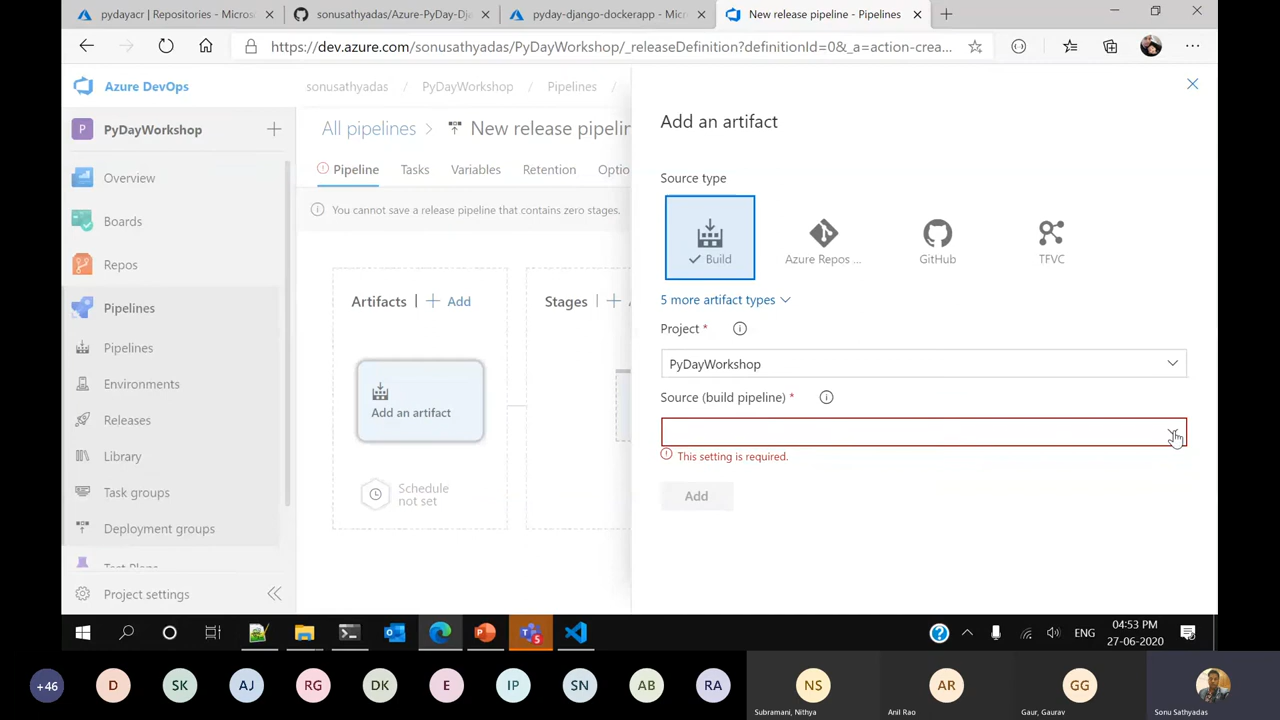 pydayacr | Repositories - Micros
sonusathyadas/Azure-PyDay-Dj
pyday-django-dockerapp - Micr
New release pipeline - Pipelines
https://dev.azure.com/sonusathyadas/PyDayWorkshop/_releaseDefinition?definitionId=0&_a=action-crea...
Azure DevOps
sonusathyadas / PyDayWorkshop / Pipelines /
P PyDayWorkshop
Overview
Boards
Repos
Pipelines
Pipelines
Environments
Releases
Library
Task groups
Deployment groups
Test Plans
Project settings
All pipelines > New release pipelin
Pipeline Tasks Variables Retention Optio
You cannot save a release pipeline that contains zero stages.
Artifacts | Add
Stages |
Add an artifact
Schedule
not set
Add an artifact
Source type
Build
Azure Repos ...
GitHub
TFVC
5 more artifact types
Project *
PyDayWorkshop
Source (build pipeline) *
This setting is required.
Add
ENG
04:53 PM
27-06-2020
+46 D SK AJ RG DK E IP SN AB RA NS AR GG
Subramani, Nithya
Anil Rao
Gaur, Gaurav
Sonu Sathyadas